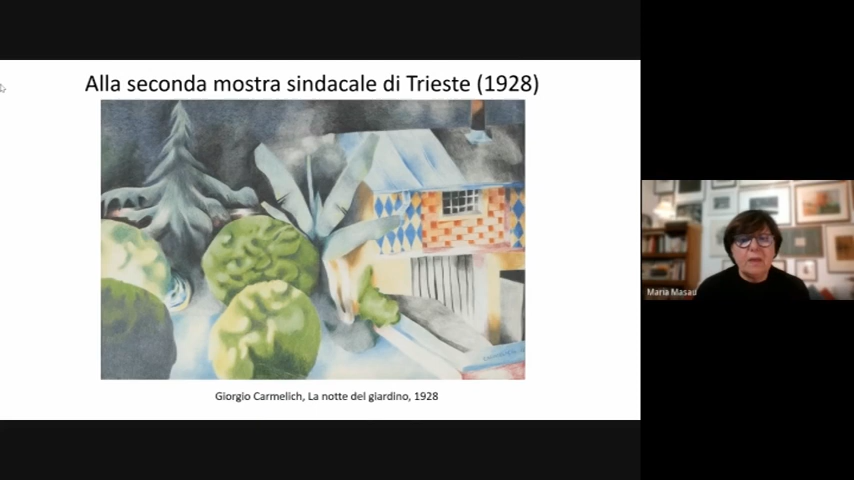 Alla seconda mostra sindacale di Trieste (1928)
Giorgio Carmelich, La notte del giardino, 1928
Maria Masau